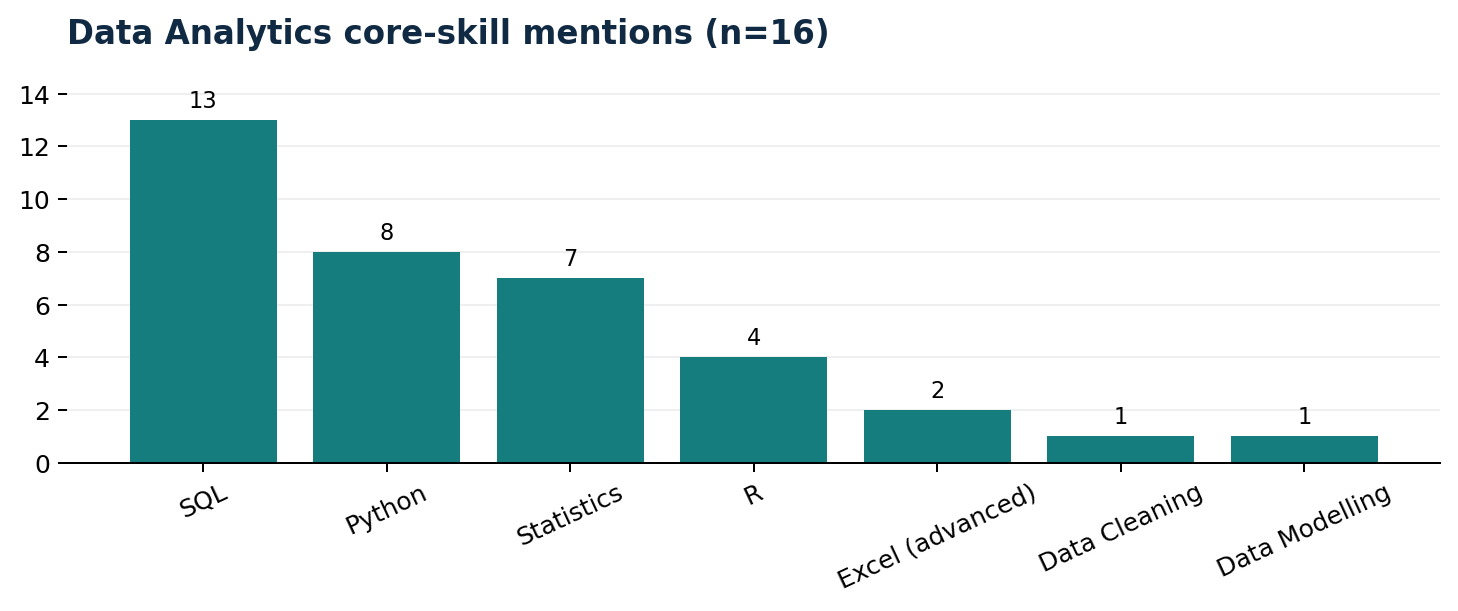 Data Analytics core-skill mentions (n=16)
14
12
10
8
6
4
2
0
13
8
7
4
2
1
1
SQL
Python
Statistics
R
Excel (advanced)
Data Cleaning
Data Modelling